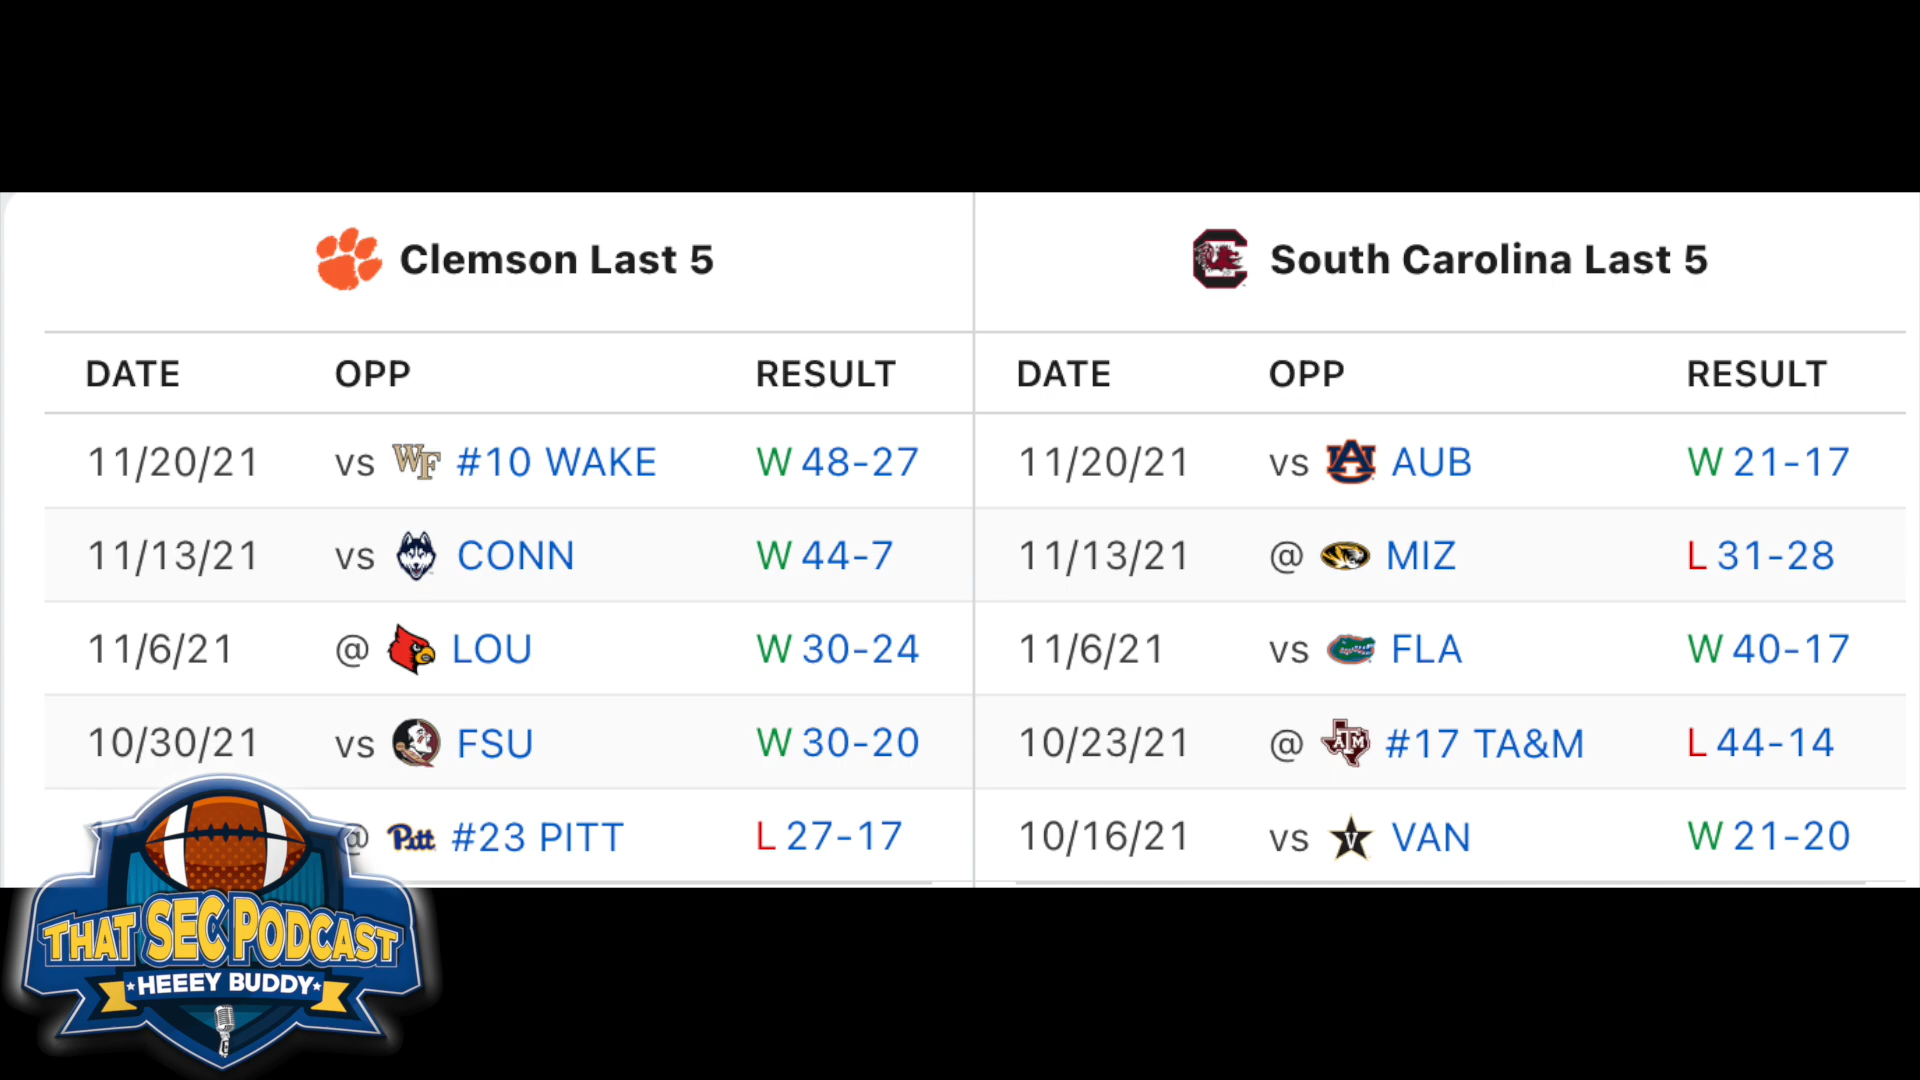 Clemson Last 5
DATE OPP RESULT
11/20/21 vs WF #10 WAKE W 48-27
11/13/21 vs CONN W 44-7
11/6/21 @ LOU W 30-24
10/30/21 vs FSU W 30-20
@ Pitt #23 PITT L 27-17
South Carolina Last 5
DATE OPP RESULT
11/20/21 vs AU AUB W 21-17
11/13/21 @ MIZ L 31-28
11/6/21 vs FLA W 40-17
10/23/21 @ ATM #17 TA&M L 44-14
10/16/21 vs V VAN W 21-20
THAT SEC PODCAST
HEEEY BUDDY